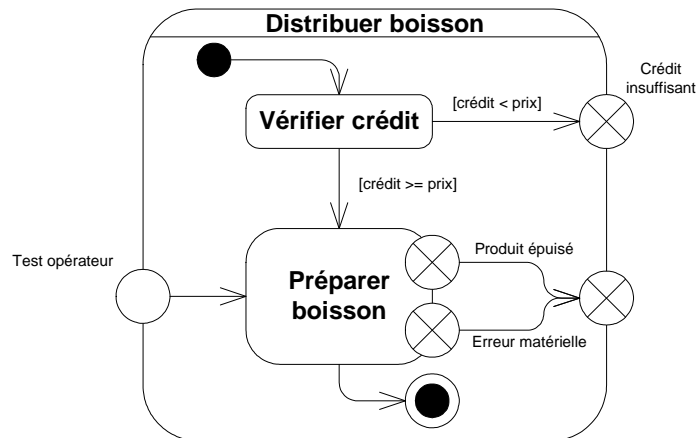 Distribuer boisson
Crédit
insuffisant
[crédit < prix]
Vérifier crédit
[crédit >= prix]
Test opérateur
Produit épuisé
Préparer
boisson
Erreur matérielle